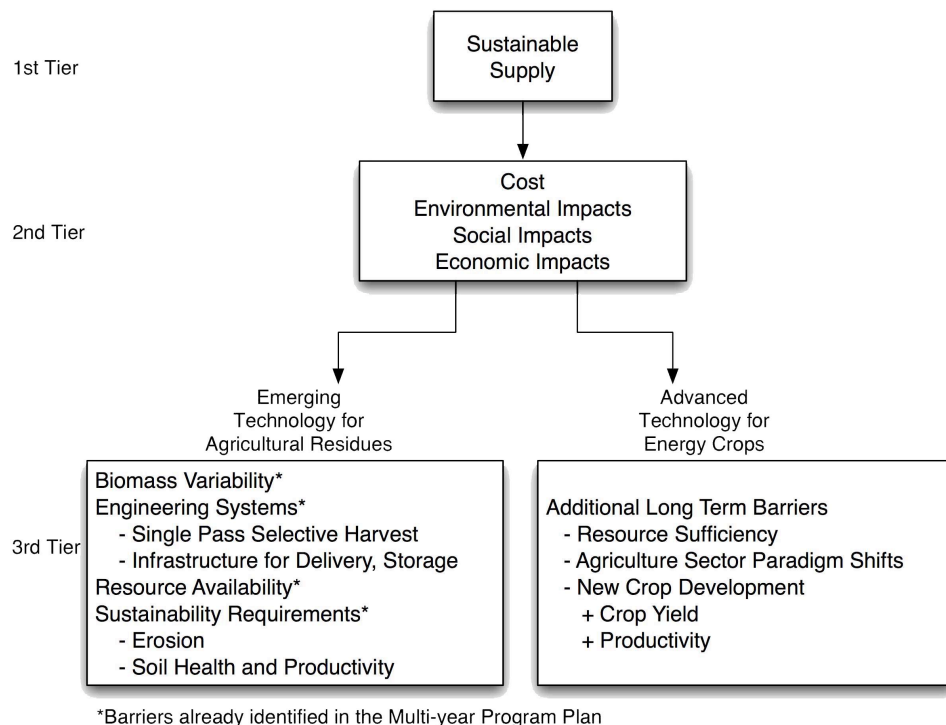 1st Tier
Sustainable
Supply
2nd Tier
Cost
Environmental Impacts
Social Impacts
Economic Impacts
Emerging
Technology for
Agricultural Residues
Advanced
Technology for
Energy Crops
3rd Tier
Biomass Variability*
Engineering Systems*
- Single Pass Selective Harvest
- Infrastructure for Delivery, Storage
Resource Availability*
Sustainability Requirements*
- Erosion
- Soil Health and Productivity
Additional Long Term Barriers
- Resource Sufficiency
- Agriculture Sector Paradigm Shifts
- New Crop Development
+ Crop Yield
+ Productivity
*Barriers already identified in the Multi-year Program Plan